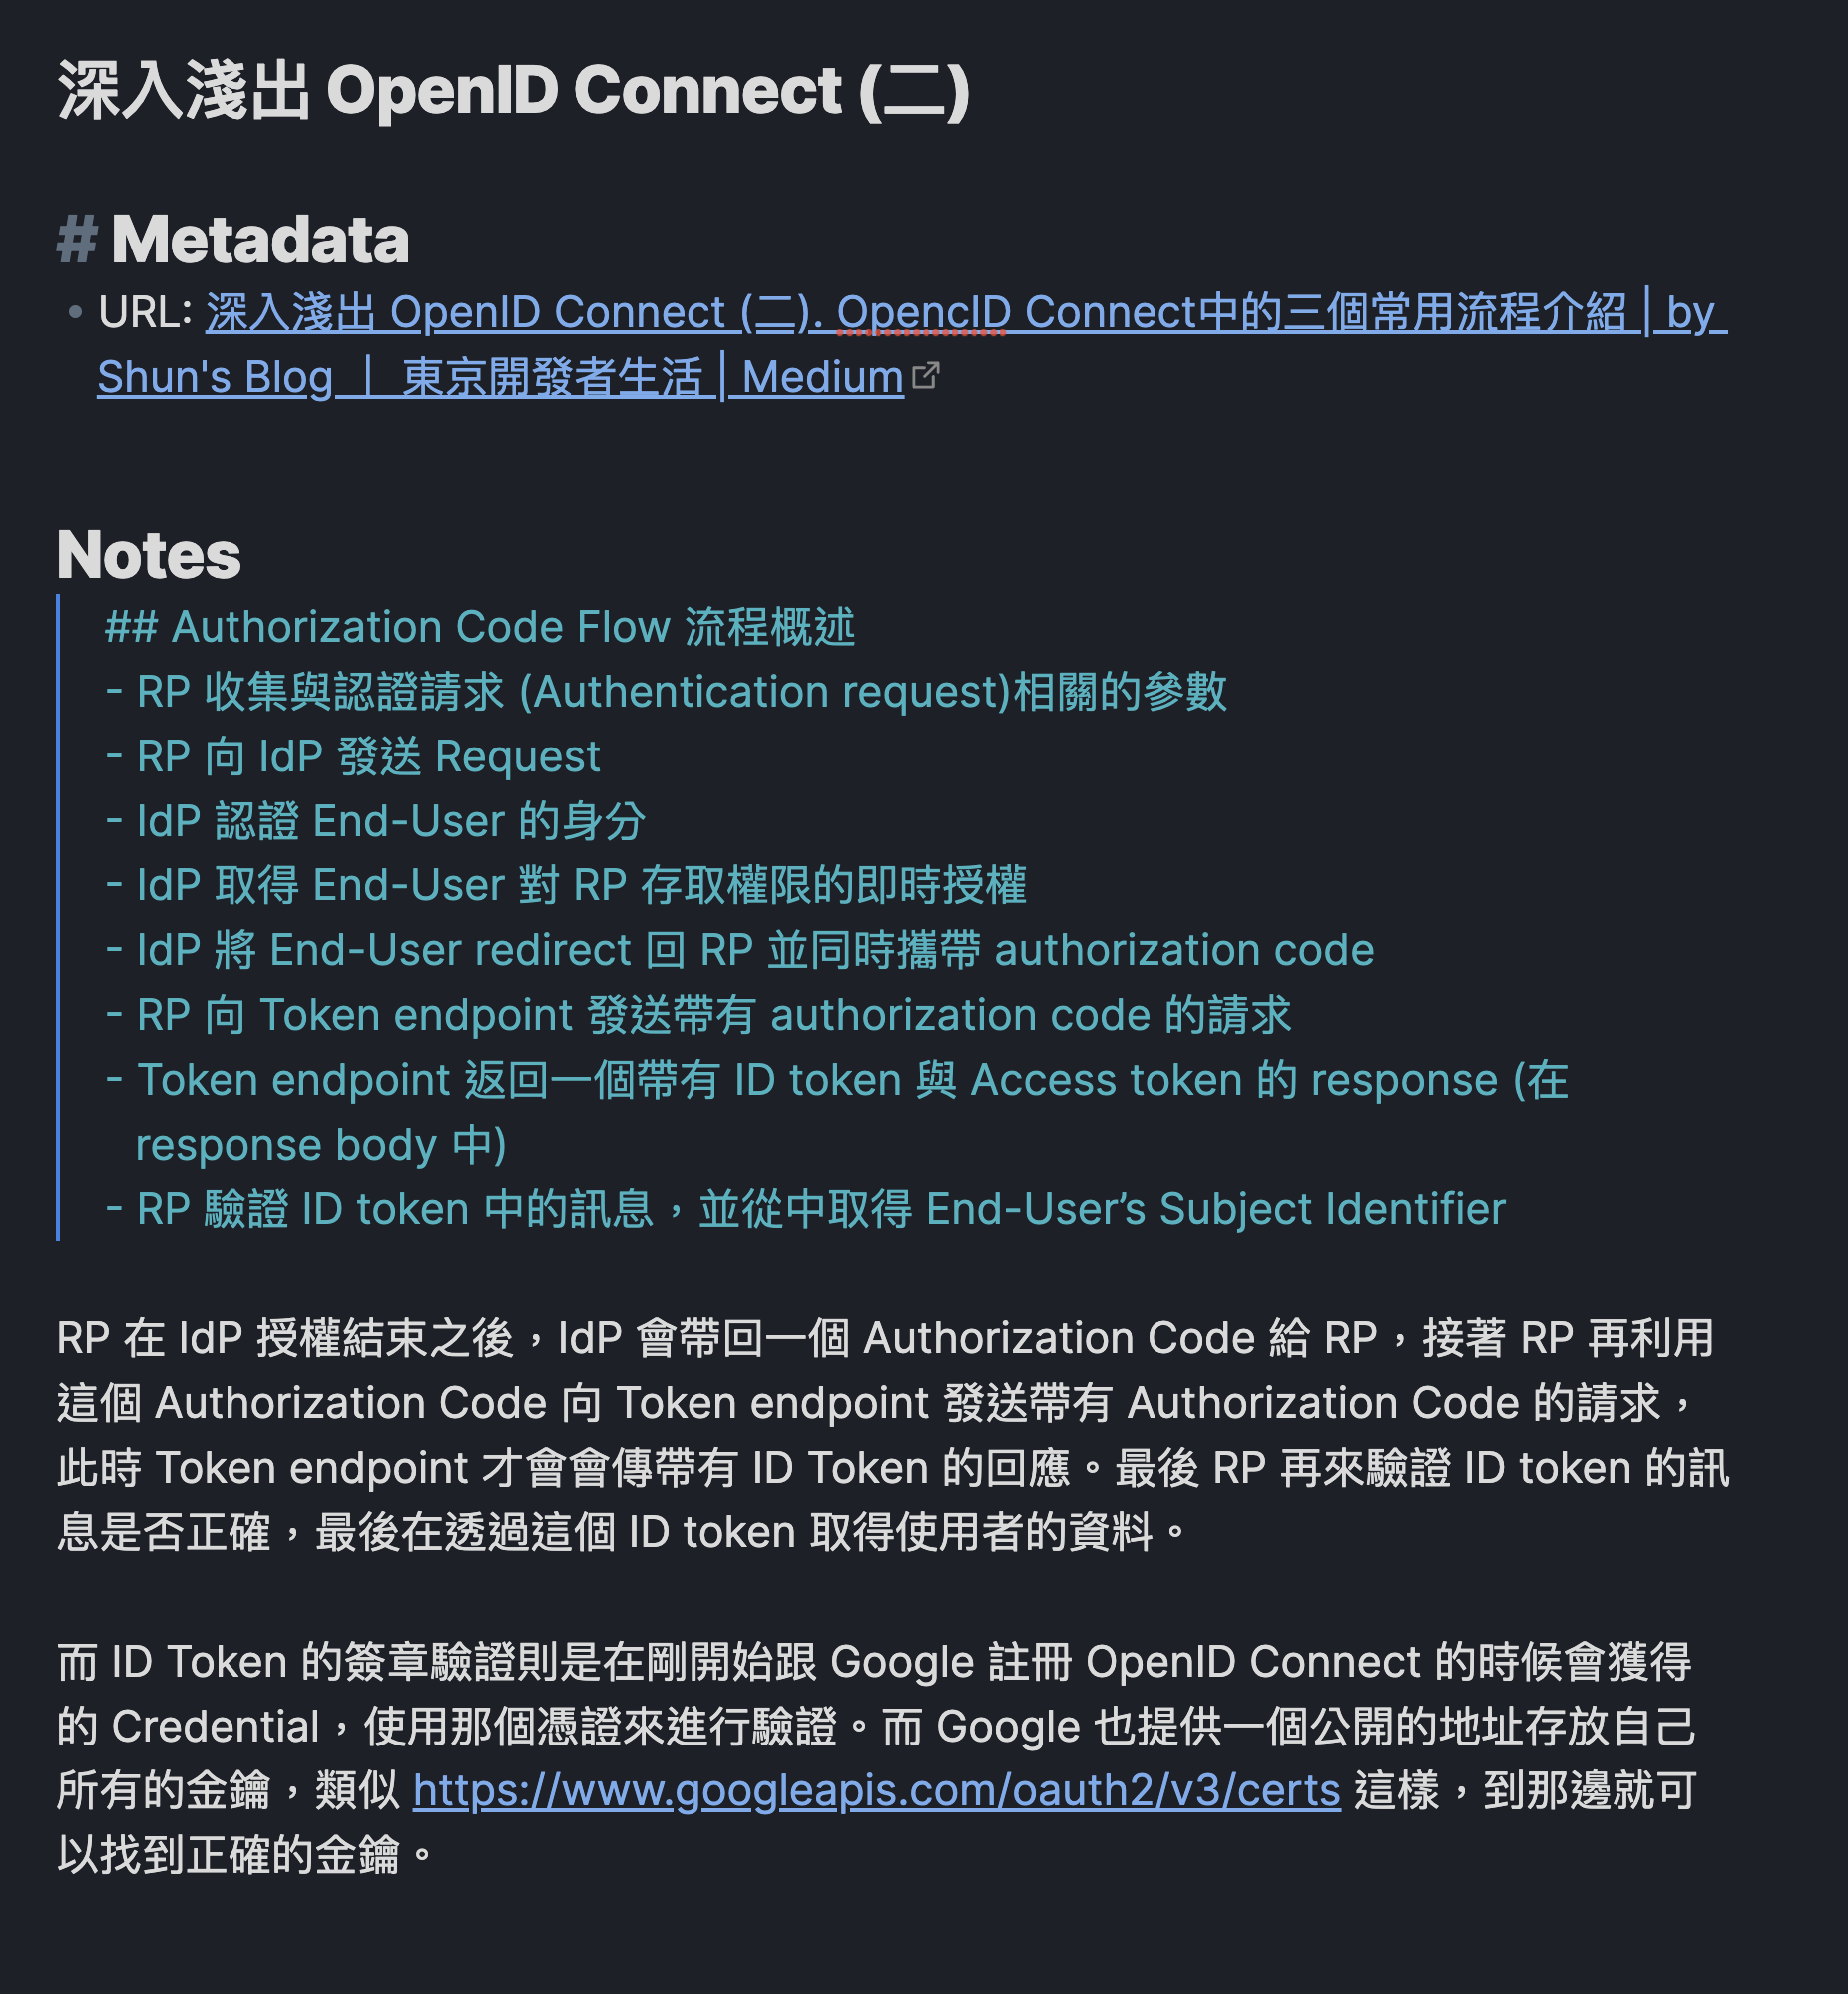 深入淺出 OpenID Connect (二)
# Metadata
• URL: 深入淺出 OpenID Connect (二). OpencID Connect中的三個常用流程介紹 | by
Shun's Blog ｜ 東京開發者生活 | Medium
Notes
## Authorization Code Flow 流程概述
- RP 收集與認證請求 (Authentication request)相關的參數
- RP 向 IdP 發送 Request
- IdP 認證 End-User 的身分
- IdP 取得 End-User 對 RP 存取權限的即時授權
- IdP 將 End-User redirect 回 RP 並同時攜帶 authorization code
- RP 向 Token endpoint 發送帶有 authorization code 的請求
- Token endpoint 返回一個帶有 ID token 與 Access token 的 response (在
response body 中)
- RP 驗證 ID token 中的訊息，並從中取得 End-User’s Subject Identifier
RP 在 IdP 授權結束之後，IdP 會帶回一個 Authorization Code 給 RP，接著 RP 再利用
這個 Authorization Code 向 Token endpoint 發送帶有 Authorization Code 的請求，
此時 Token endpoint 才會會傳帶有 ID Token 的回應。最後 RP 再來驗證 ID token 的訊
息是否正確，最後在透過這個 ID token 取得使用者的資料。
而 ID Token 的簽章驗證則是在剛開始跟 Google 註冊 OpenID Connect 的時候會獲得
的 Credential，使用那個憑證來進行驗證。而 Google 也提供一個公開的地址存放自己
所有的金鑰，類似 https://www.googleapis.com/oauth2/v3/certs 這樣，到那邊就可
以找到正確的金鑰。